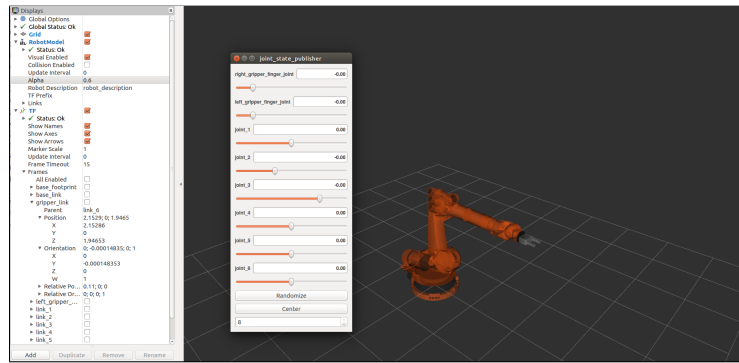 Displays
Global Options
Global Status: Ok
Grid
RobotModel
Status: Ok
Visual Enabled
Collision Enabled
Update Interval 0
Alpha 0.6
Robot Description robot_description
TF Prefix
Links
TF
Status: Ok
Show Names
Show Axes
Show Arrows
Marker Scale 1
Update Interval 0
Frame Timeout 15
Frames
All Enabled
base_footprint
base_link
gripper_link
Parent link_6
Position 2.1529; 0; 1.9465
X 2.15286
Y 0
Z 1.94653
Orientation 0; -0.00014835; 0; 1
X 0
Y -0.000148353
Z 0
W 1
Relative Po... 0.11; 0; 0
Relative Or... 0; 0; 0; 1
left_gripper_...
link_1
link_2
link_3
link_4
link_5
Add Duplicate Remove Rename
joint_state_publisher
right_gripper_finger_joint -0.00
left_gripper_finger_joint -0.00
joint_1 0.00
joint_2 -0.00
joint_3 -0.00
joint_4 0.00
joint_5 0.00
joint_6 0.00
Randomize
Center
8